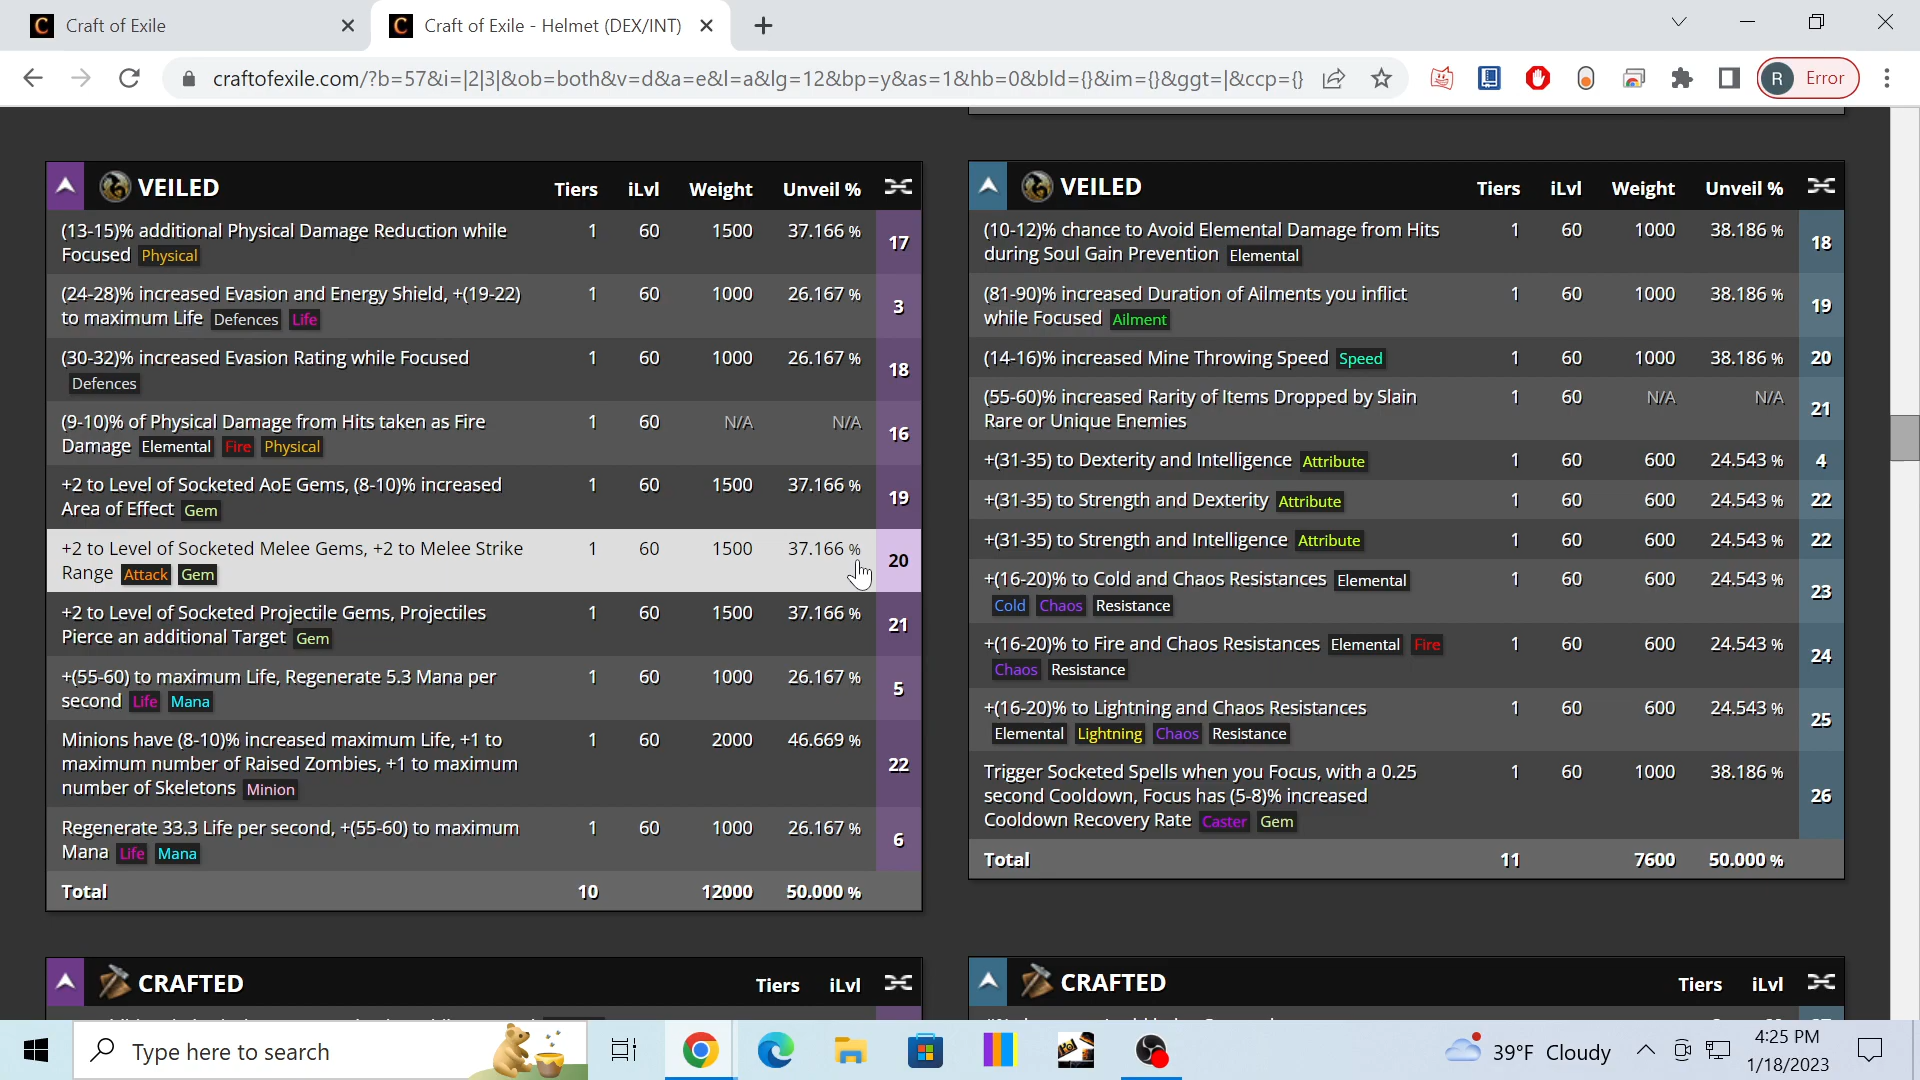 Craft of Exile
Craft of Exile - Helmet (DEX/INT)
craftofexile.com/?b=57&i=|2|3|&ob=both&v=d&a=e&l=a&lg=12&bp=y&as=1&hb=0&bld={}&im={}&ggt=|&ccp={}
R Error
VEILED Tiers iLvl Weight Unveil %
(13-15)% additional Physical Damage Reduction while 1 60 1500 37.166 %
Focused Physical 17
(24-28)% increased Evasion and Energy Shield, +(19-22) 1 60 1000 26.167 %
to maximum Life Defences Life 3
(30-32)% increased Evasion Rating while Focused 1 60 1000 26.167 %
Defences 18
(9-10)% of Physical Damage from Hits taken as Fire 1 60 N/A N/A
Damage Elemental Fire Physical 16
+2 to Level of Socketed AoE Gems, (8-10)% increased 1 60 1500 37.166 %
Area of Effect Gem 19
+2 to Level of Socketed Melee Gems, +2 to Melee Strike 1 60 1500 37.166 %
Range Attack Gem 20
+2 to Level of Socketed Projectile Gems, Projectiles 1 60 1500 37.166 %
Pierce an additional Target Gem 21
+(55-60) to maximum Life, Regenerate 5.3 Mana per 1 60 1000 26.167 %
second Life Mana 5
Minions have (8-10)% increased maximum Life, +1 to 1 60 2000 46.669 %
maximum number of Raised Zombies, +1 to maximum 22
number of Skeletons Minion
Regenerate 33.3 Life per second, +(55-60) to maximum 1 60 1000 26.167 %
Mana Life Mana 6
Total 10 12000 50.000 %
VEILED Tiers iLvl Weight Unveil %
(10-12)% chance to Avoid Elemental Damage from Hits 1 60 1000 38.186 %
during Soul Gain Prevention Elemental 18
(81-90)% increased Duration of Ailments you inflict 1 60 1000 38.186 %
while Focused Ailment 19
(14-16)% increased Mine Throwing Speed Speed 1 60 1000 38.186 % 20
(55-60)% increased Rarity of Items Dropped by Slain 1 60 N/A N/A
Rare or Unique Enemies 21
+(31-35) to Dexterity and Intelligence Attribute 1 60 600 24.543 % 4
+(31-35) to Strength and Dexterity Attribute 1 60 600 24.543 % 22
+(31-35) to Strength and Intelligence Attribute 1 60 600 24.543 % 22
+(16-20)% to Cold and Chaos Resistances Elemental 1 60 600 24.543 %
Cold Chaos Resistance 23
+(16-20)% to Fire and Chaos Resistances Elemental Fire 1 60 600 24.543 %
Chaos Resistance 24
+(16-20)% to Lightning and Chaos Resistances 1 60 600 24.543 %
Elemental Lightning Chaos Resistance 25
Trigger Socketed Spells when you Focus, with a 0.25 1 60 1000 38.186 %
second Cooldown, Focus has (5-8)% increased 26
Cooldown Recovery Rate Caster Gem
Total 11 7600 50.000 %
CRAFTED Tiers iLvl
CRAFTED Tiers iLvl
Type here to search
39°F Cloudy
4:25 PM
1/18/2023